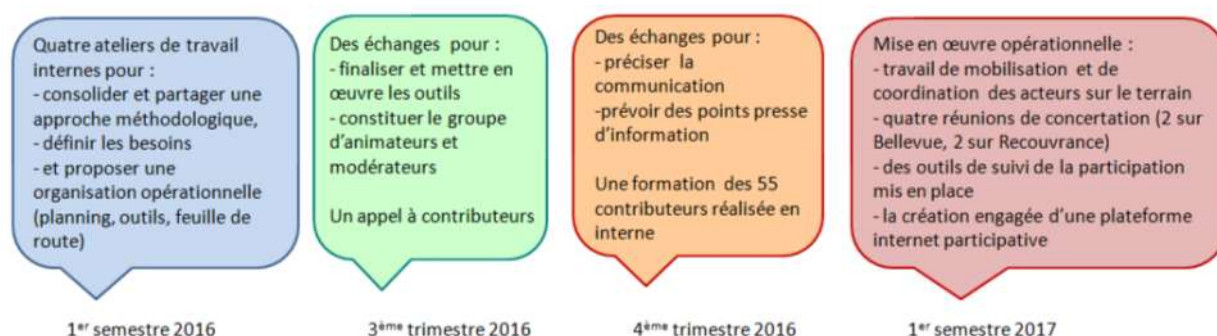 Quatre ateliers de travail
internes pour :
- consolider et partager une
approche méthodologique,
- définir les besoins
- et proposer une
organisation opérationnelle
(planning, outils, feuille de
route)
Des échanges pour :
- finaliser et mettre en
œuvre les outils
- constituer le groupe
d'animateurs et
modérateurs
Un appel à contributeurs
Des échanges pour :
- préciser la
communication
-prévoir des points presse
d'information
Une formation des 55
contributeurs réalisée en
interne
Mise en œuvre opérationnelle :
- travail de mobilisation et de
coordination des acteurs sur le terrain
- quatre réunions de concertation (2 sur
Bellevue, 2 sur Recouvrance)
- des outils de suivi de la participation
mis en place
- la création engagée d'une plateforme
internet participative
1er semestre 2016
3ème trimestre 2016
4ème trimestre 2016
1er semestre 2017